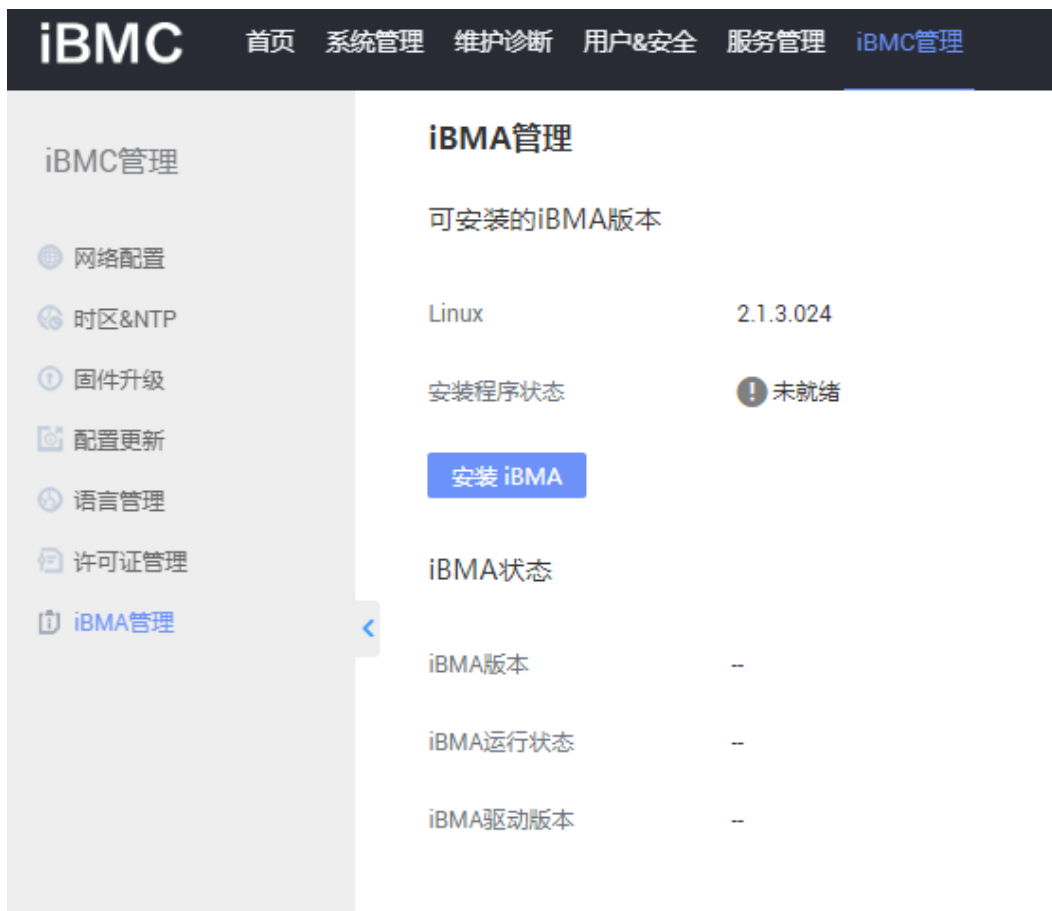 iBMC 首页 系统管理 维护诊断 用户&安全 服务管理 iBMC管理
iBMC管理
网络配置
时区&NTP
固件升级
配置更新
语言管理
许可证管理
iBMA管理
iBMA管理
可安装的iBMA版本
Linux 2.1.3.024
安装程序状态 未就绪
安装 iBMA
iBMA状态
iBMA版本 --
iBMA运行状态 --
iBMA驱动版本 --